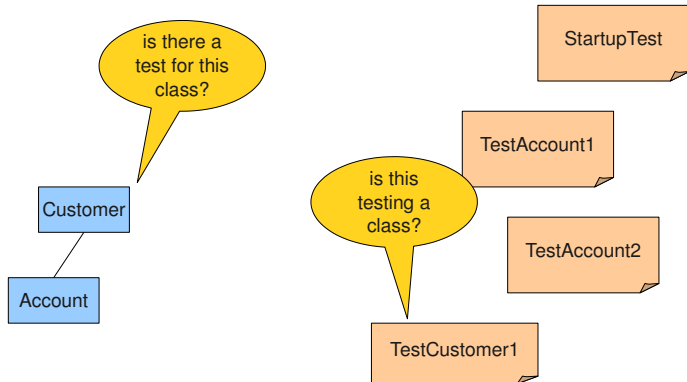 is there a
test for this
class?
StartupTest
TestAccount1
is this
testing a
class?
Customer
TestAccount2
Account
TestCustomer1